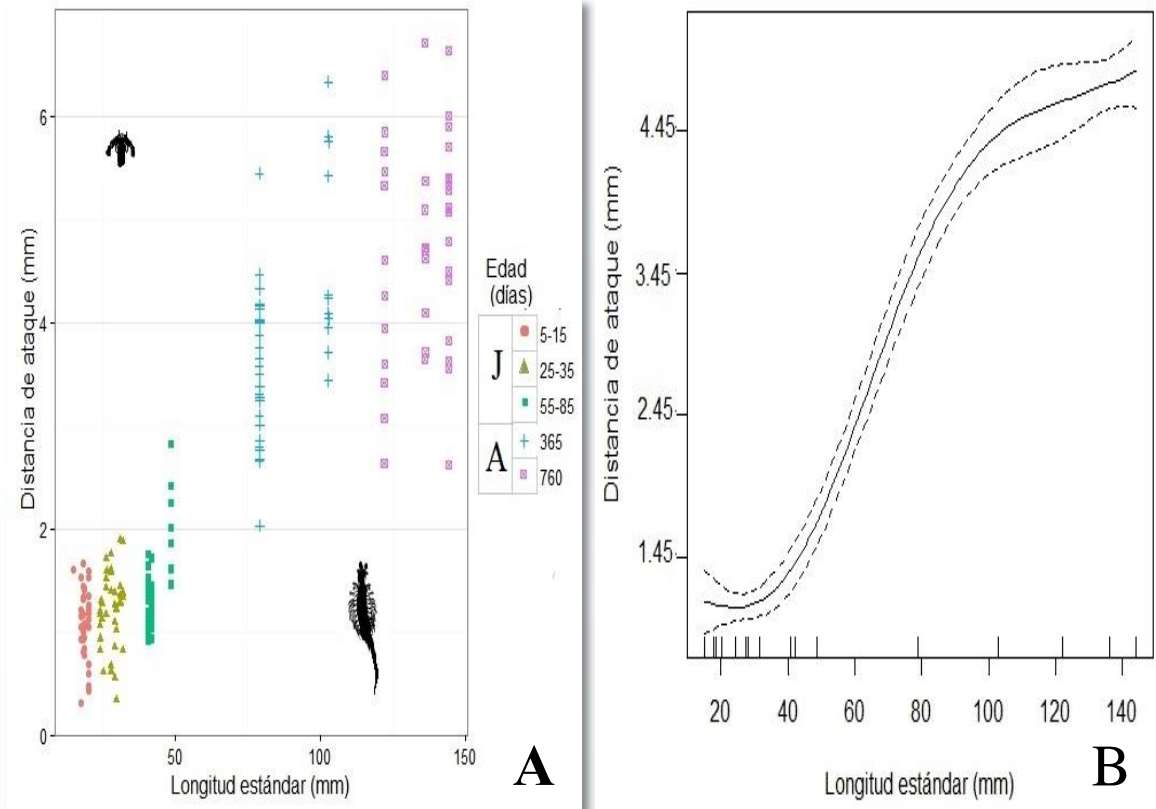 6
4
2
0
50
100
150
Distancia de ataque (mm)
Longitud estándar (mm)
Edad
(días)
J
5-15
25-35
55-85
A
365
760
A
4.45
3.45
2.45
1.45
20
40
60
80
100
120
140
Distancia de ataque (mm)
Longitud estándar (mm)
B